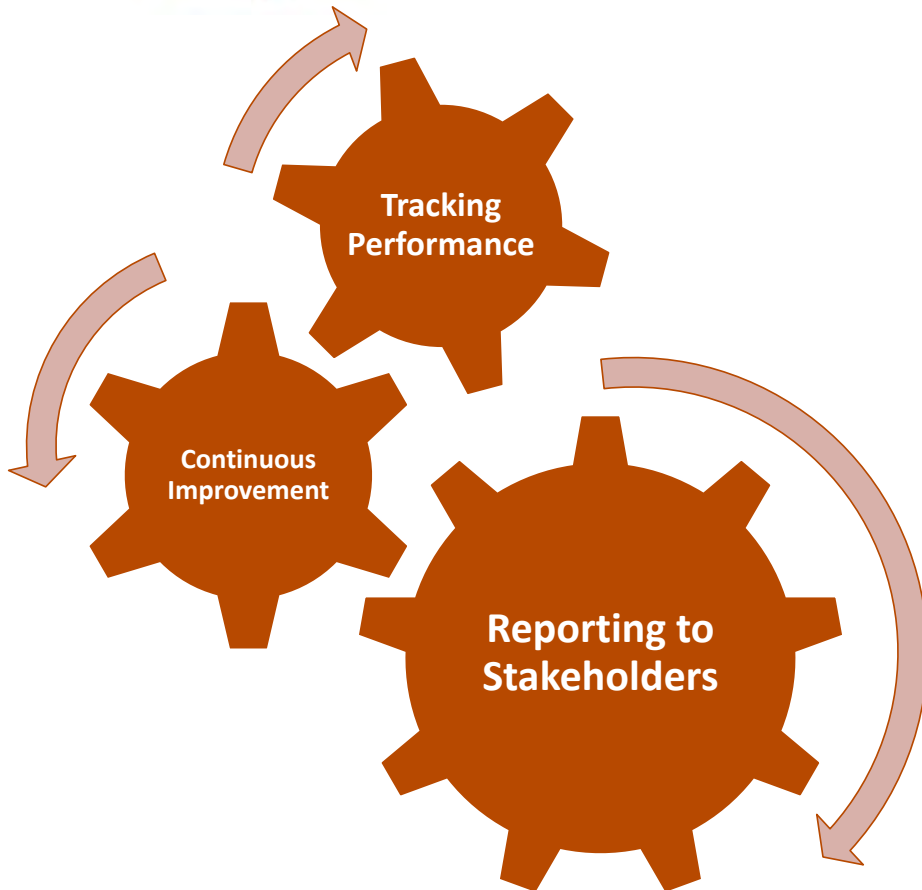 Tracking
Performance
Continuous
Improvement
Reporting to
Stakeholders